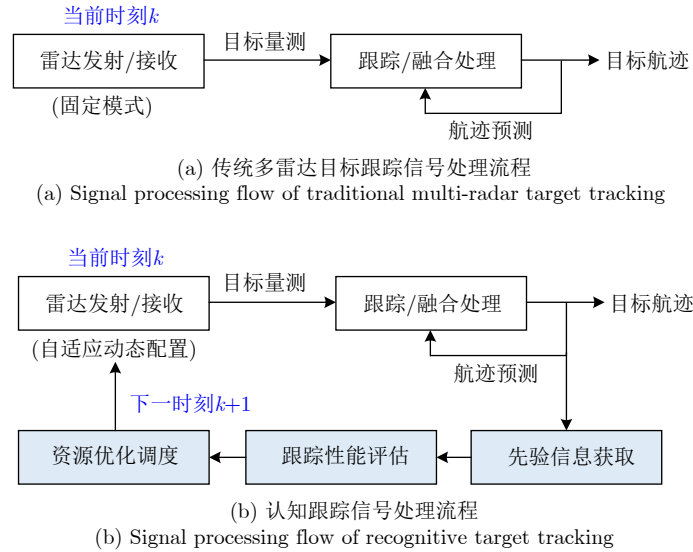 当前时刻k
雷达发射/接收
目标量测
跟踪/融合处理
目标航迹
(固定模式)
航迹预测
(a) 传统多雷达目标跟踪信号处理流程
(a) Signal processing flow of traditional multi-radar target tracking
当前时刻k
雷达发射/接收
目标量测
跟踪/融合处理
目标航迹
(自适应动态配置)
航迹预测
下一时刻k+1
资源优化调度
跟踪性能评估
先验信息获取
(b) 认知跟踪信号处理流程
(b) Signal processing flow of recognitive target tracking